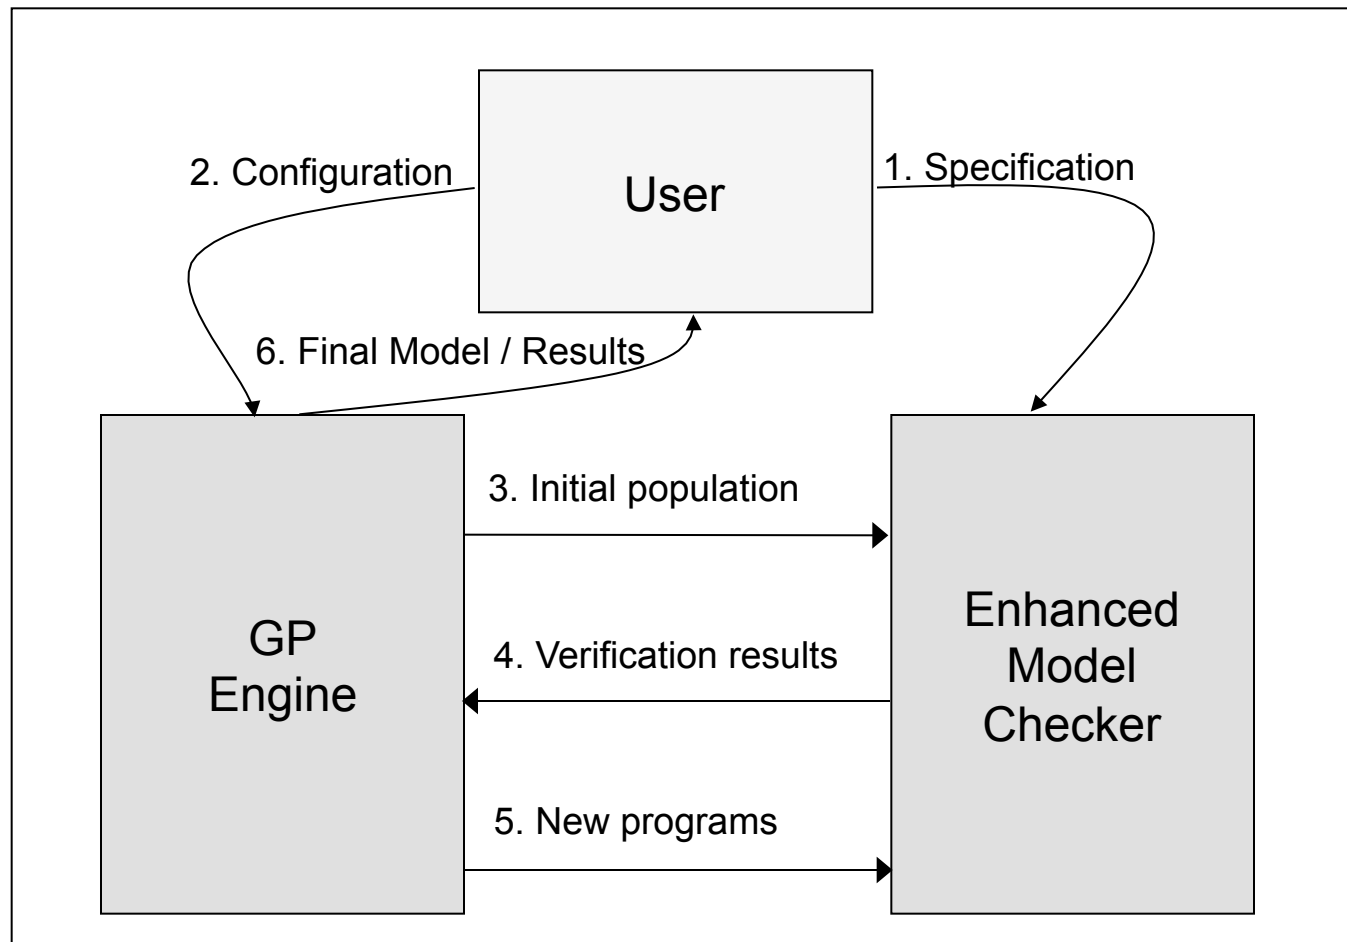 2. Configuration
1. Specification
User
6. Final Model / Results
3. Initial population
GP
Engine
4. Verification results
Enhanced
Model
Checker
5. New programs